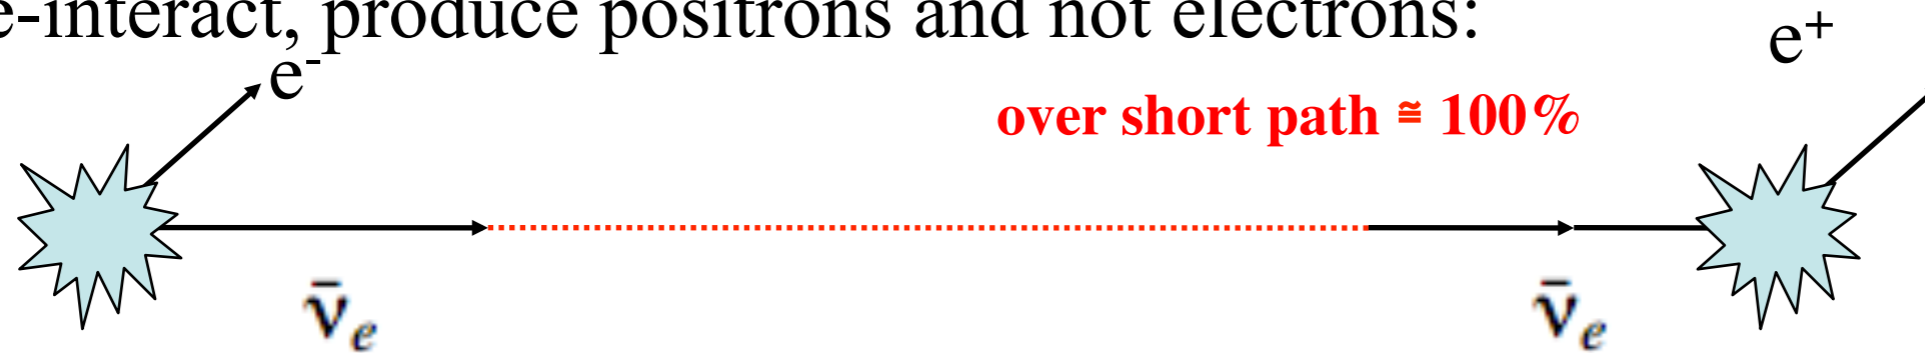 e-interact, produce positrons and not electrons:
e⁺
e⁻
over short path ≅ 100%
ν̄ₑ ν̄ₑ